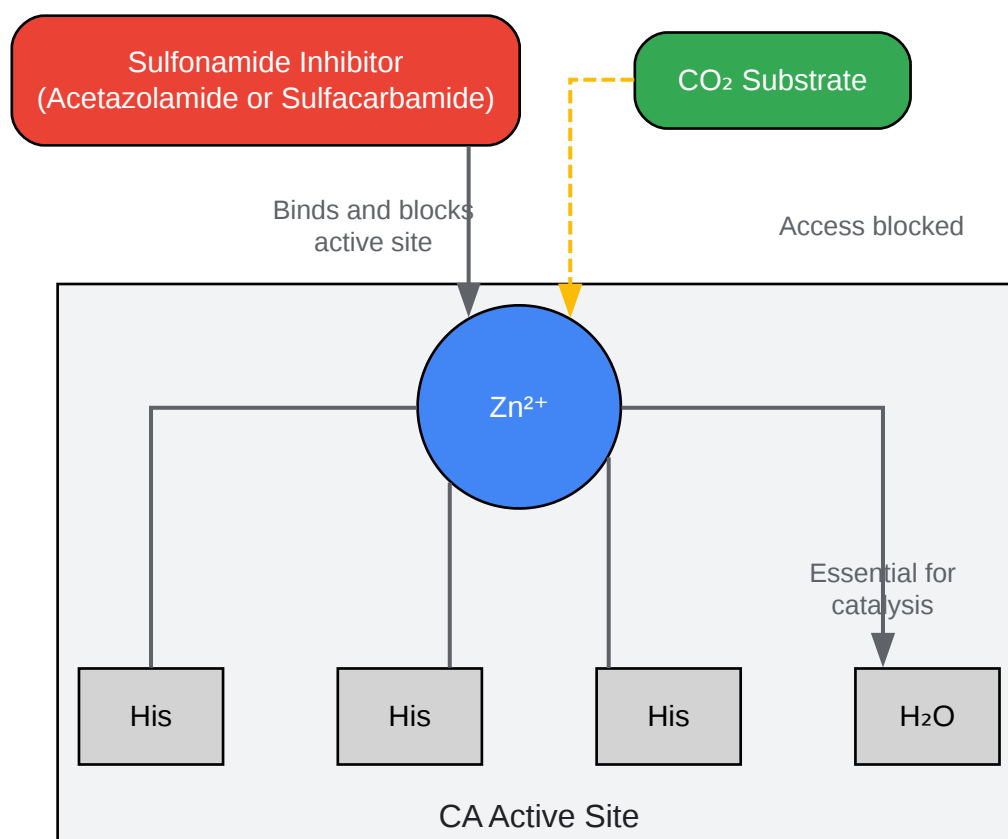 Sulfonamide Inhibitor
(Acetazolamide or Sulfacarbamide)
CO₂ Substrate
Binds and blocks
active site
Access blocked
Zn²⁺
Essential for
catalysis
His
His
His
H₂O
CA Active Site